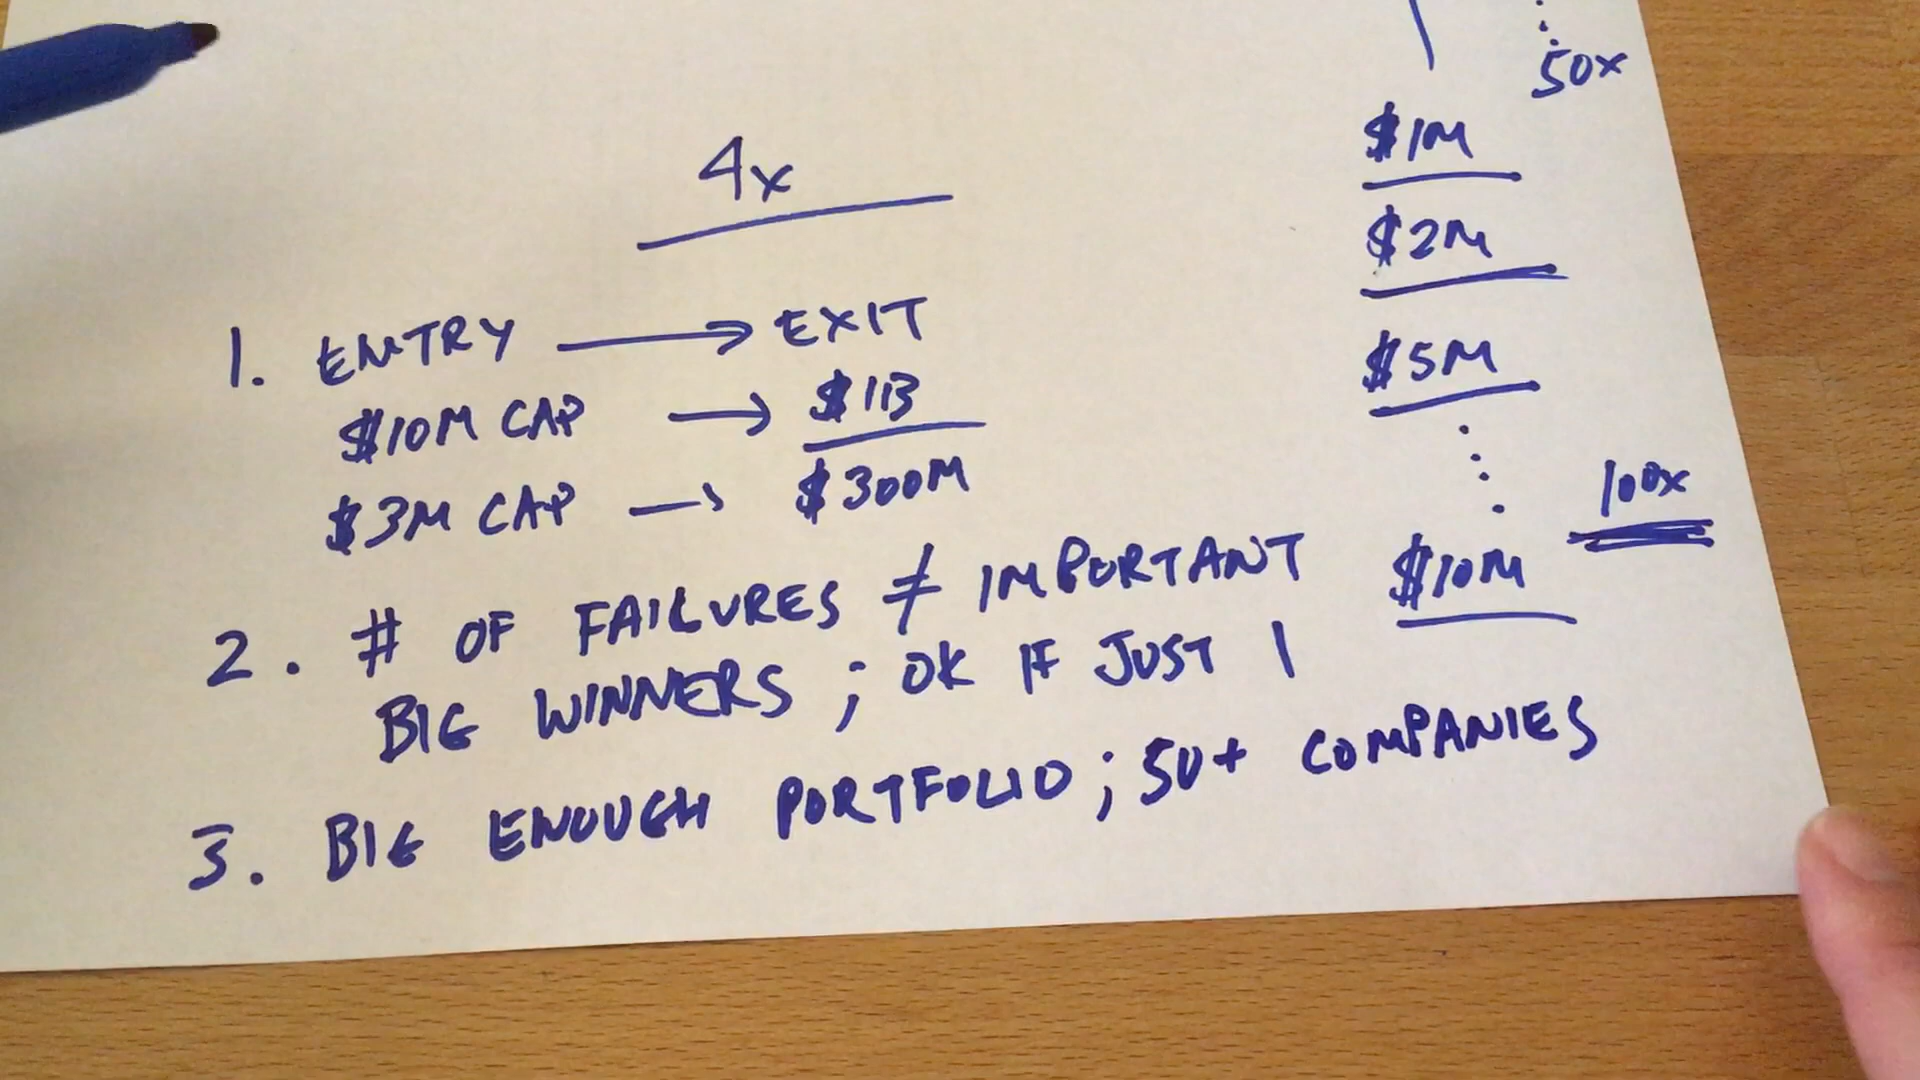 4x
1. ENTRY → EXIT
$10M CAP → $1B
$3M CAP → $300M
2. # OF FAILURES ≠ IMPORTANT
BIG WINNERS ; OK IF JUST 1
3. BIG ENOUGH PORTFOLIO ; 50+ COMPANIES
50x
$1M
$2M
$5M
100x
$10M